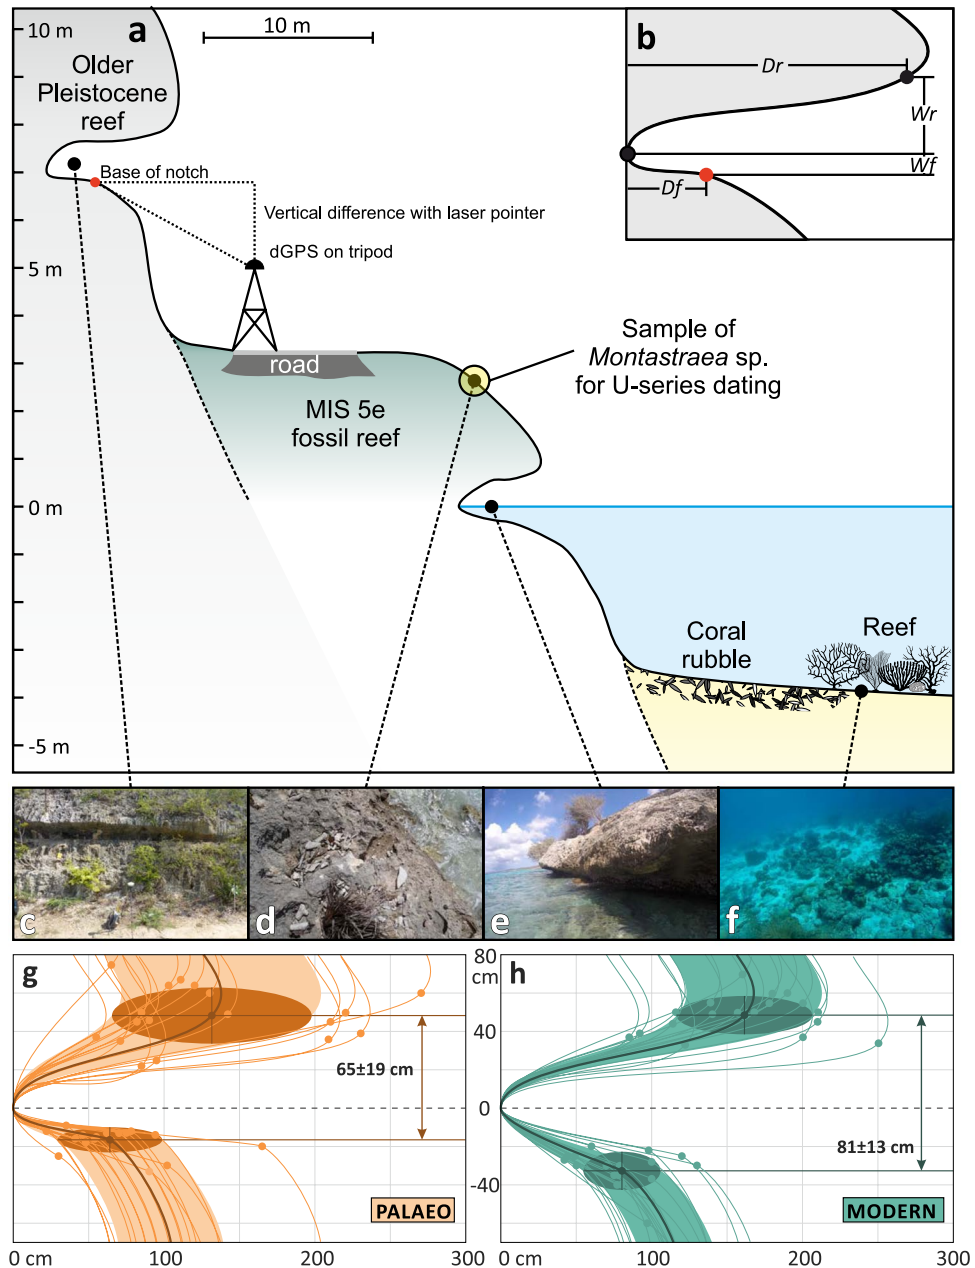 10 m
a
10 m
b
Older
Pleistocene
reef
Dr
Wr
Wf
Df
Base of notch
Vertical difference with laser pointer
dGPS on tripod
5 m
Sample of
Montastraea sp.
for U-series dating
road
MIS 5e
fossil reef
0 m
Coral
rubble
Reef
-5 m
c
d
e
f
g
80
cm
h
40
65±19 cm
0
81±13 cm
-40
PALAEO
MODERN
0 cm
100
200
300
0 cm
100
200
300